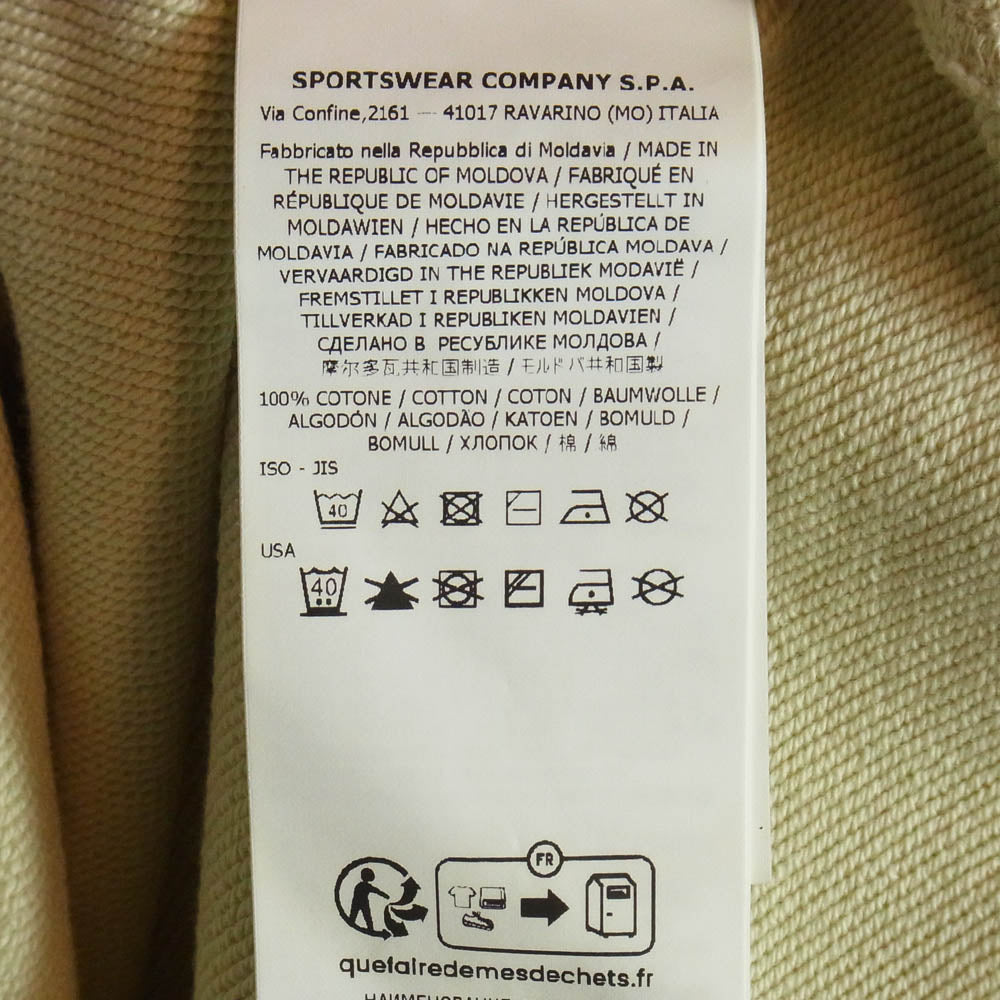 SPORTSWEAR COMPANY S.P.A.
Via Confine,2161 — 41017 RAVARINO (MO) ITALIA
Fabbricato nella Repubblica di Moldavia / MADE IN
THE REPUBLIC OF MOLDOVA / FABRIQUÉ EN
RÉPUBLIQUE DE MOLDAVIE / HERGESTELLT IN
MOLDAWIEN / HECHO EN LA REPÚBLICA DE
MOLDAVIA / FABRICADO NA REPÚBLICA MOLDAVA /
VERVAARDIGD IN THE REPUBLIEK MODAVIË /
FREMSTILLET I REPUBLIKKEN MOLDOVA /
TILLVERKAD I REPUBLIKEN MOLDAVIEN /
СДЕЛАНО В РЕСУБЛИКЕ МОЛДОВА /
摩尔多瓦共和国制造 / モルドバ共和国製
100% COTONE / COTTON / COTON / BAUMWOLLE /
ALGODÓN / ALGODÃO / KATOEN / BOMULD /
BOMULL / ХЛОПОК / 棉 / 綿
ISO - JIS
40
USA
40
FR
quefairedemesdechets.fr
НАИМЕНОВАНИЕ